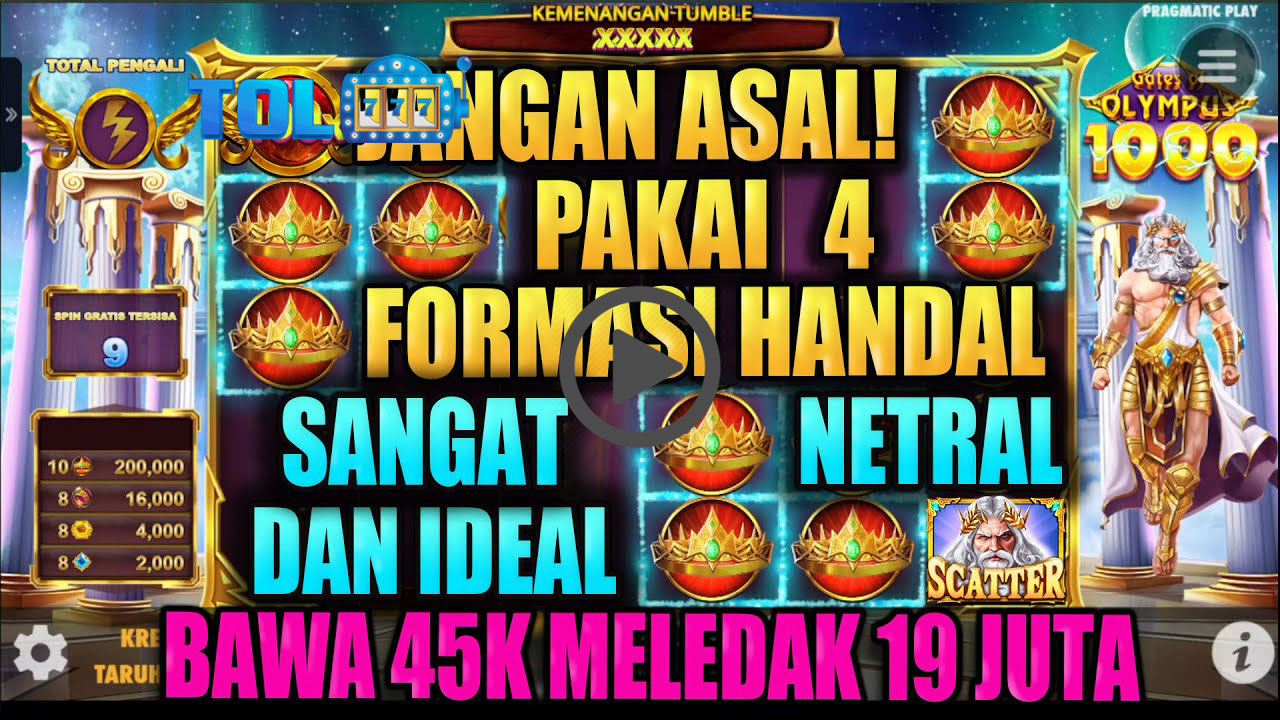 KEMENANGAN TUMBLE
XXXXX
PRAGMATIC PLAY
TOTAL PENGALI
TOL 777
JANGAN ASAL!
PAKAI 4
FORMASI HANDAL
SANGAT NETRAL
DAN IDEAL
BAWA 45K MELEDAK 19 JUTA
Gates of
OLYMPUS
1000
SPIN GRATIS TERSISA
9
10 200,000
8 16,000
8 4,000
8 2,000
SCATTER